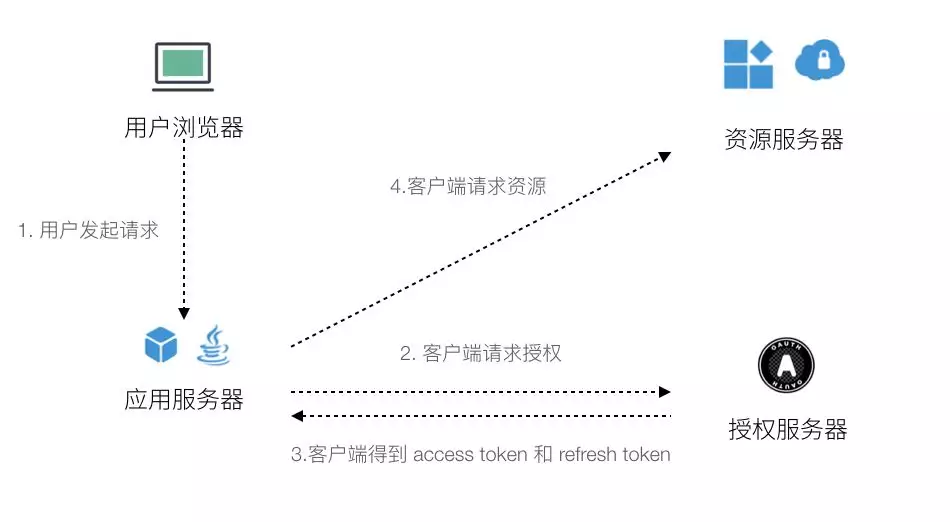 用户浏览器
资源服务器
4.客户端请求资源
1. 用户发起请求
2. 客户端请求授权
OAUTH
A
OAUTH
应用服务器
授权服务器
3.客户端得到 access token 和 refresh token